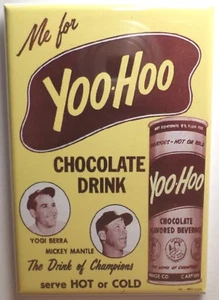 Me for
YOO-HOO
CHOCOLATE
DRINK
YOGI BERRA
MICKEY MANTLE
The Drink of Champions
serve HOT or COLD
YOO-HOO
CHOCOLATE
FLAVORED BEVERAGE